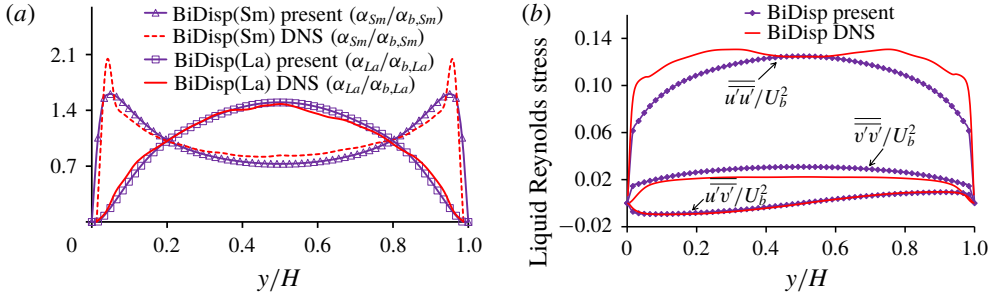 (a)
BiDisp(Sm) present (α_Sm/α_b,Sm)
BiDisp(Sm) DNS (α_Sm/α_b,Sm)
BiDisp(La) present (α_La/α_b,La)
BiDisp(La) DNS (α_La/α_b,La)
2.1
1.4
0.7
0 0.2 0.4 0.6 0.8 1.0
y/H
(b)
BiDisp present
BiDisp DNS
Liquid Reynolds stress
0.14
0.10
0.06
0.02
−0.02
u′u′/U_b^2
v′v′/U_b^2
u′v′/U_b^2
0 0.2 0.4 0.6 0.8 1.0
y/H